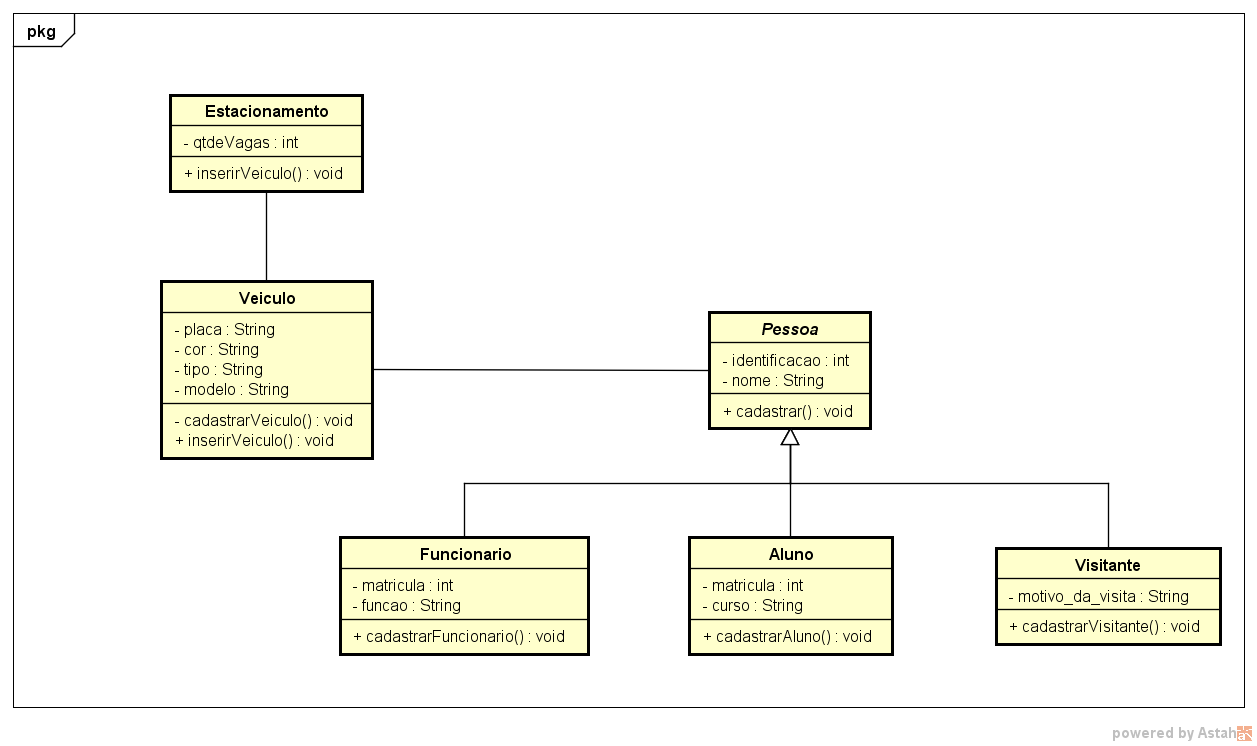 pkg
Estacionamento
- qtdeVagas : int
+ inserirVeiculo() : void
Veiculo
- placa : String
- cor : String
- tipo : String
- modelo : String
- cadastrarVeiculo() : void
+ inserirVeiculo() : void
Pessoa
- identificacao : int
- nome : String
+ cadastrar() : void
Funcionario
- matricula : int
- funcao : String
+ cadastrarFuncionario() : void
Aluno
- matricula : int
- curso : String
+ cadastrarAluno() : void
Visitante
- motivo_da_visita : String
+ cadastrarVisitante() : void
powered by Astah